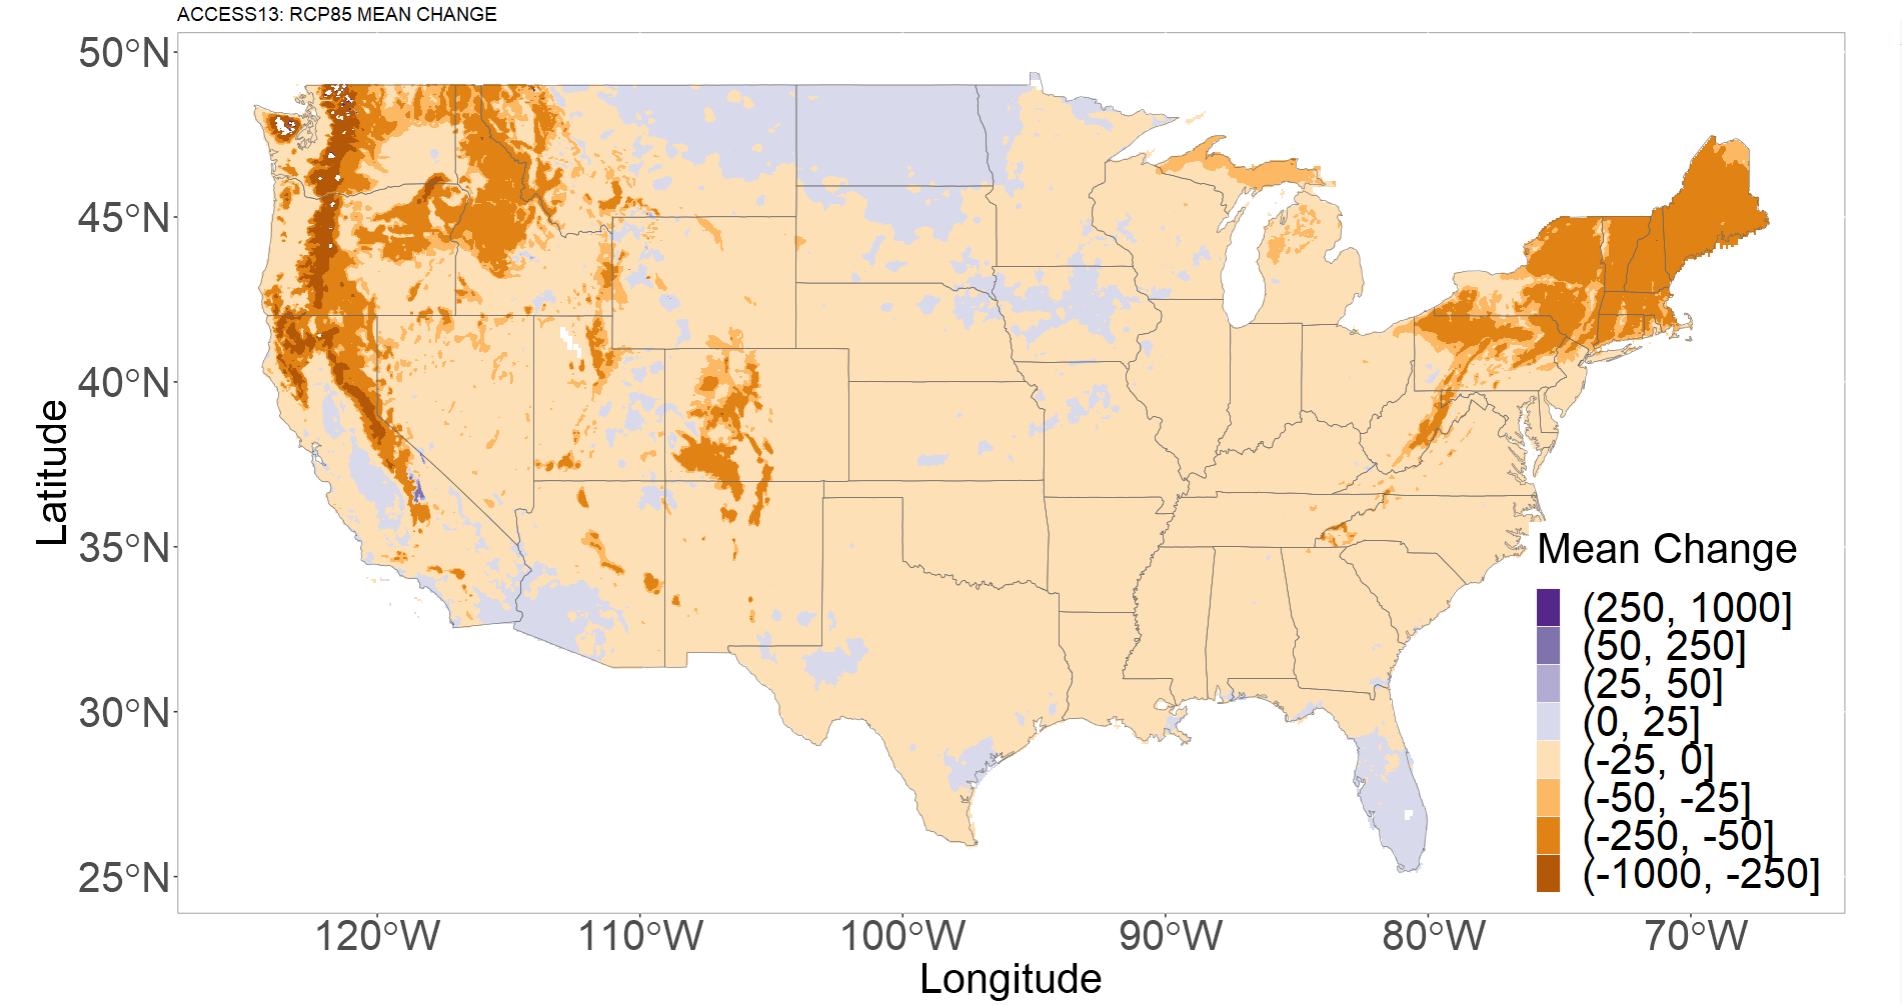 ACCESS13: RCP85 MEAN CHANGE
50°N
45°N
40°N
35°N
30°N
25°N
Latitude
120°W 110°W 100°W 90°W 80°W 70°W
Longitude
Mean Change
(250, 1000]
(50, 250]
(25, 50]
(0, 25]
(-25, 0]
(-50, -25]
(-250, -50]
(-1000, -250]